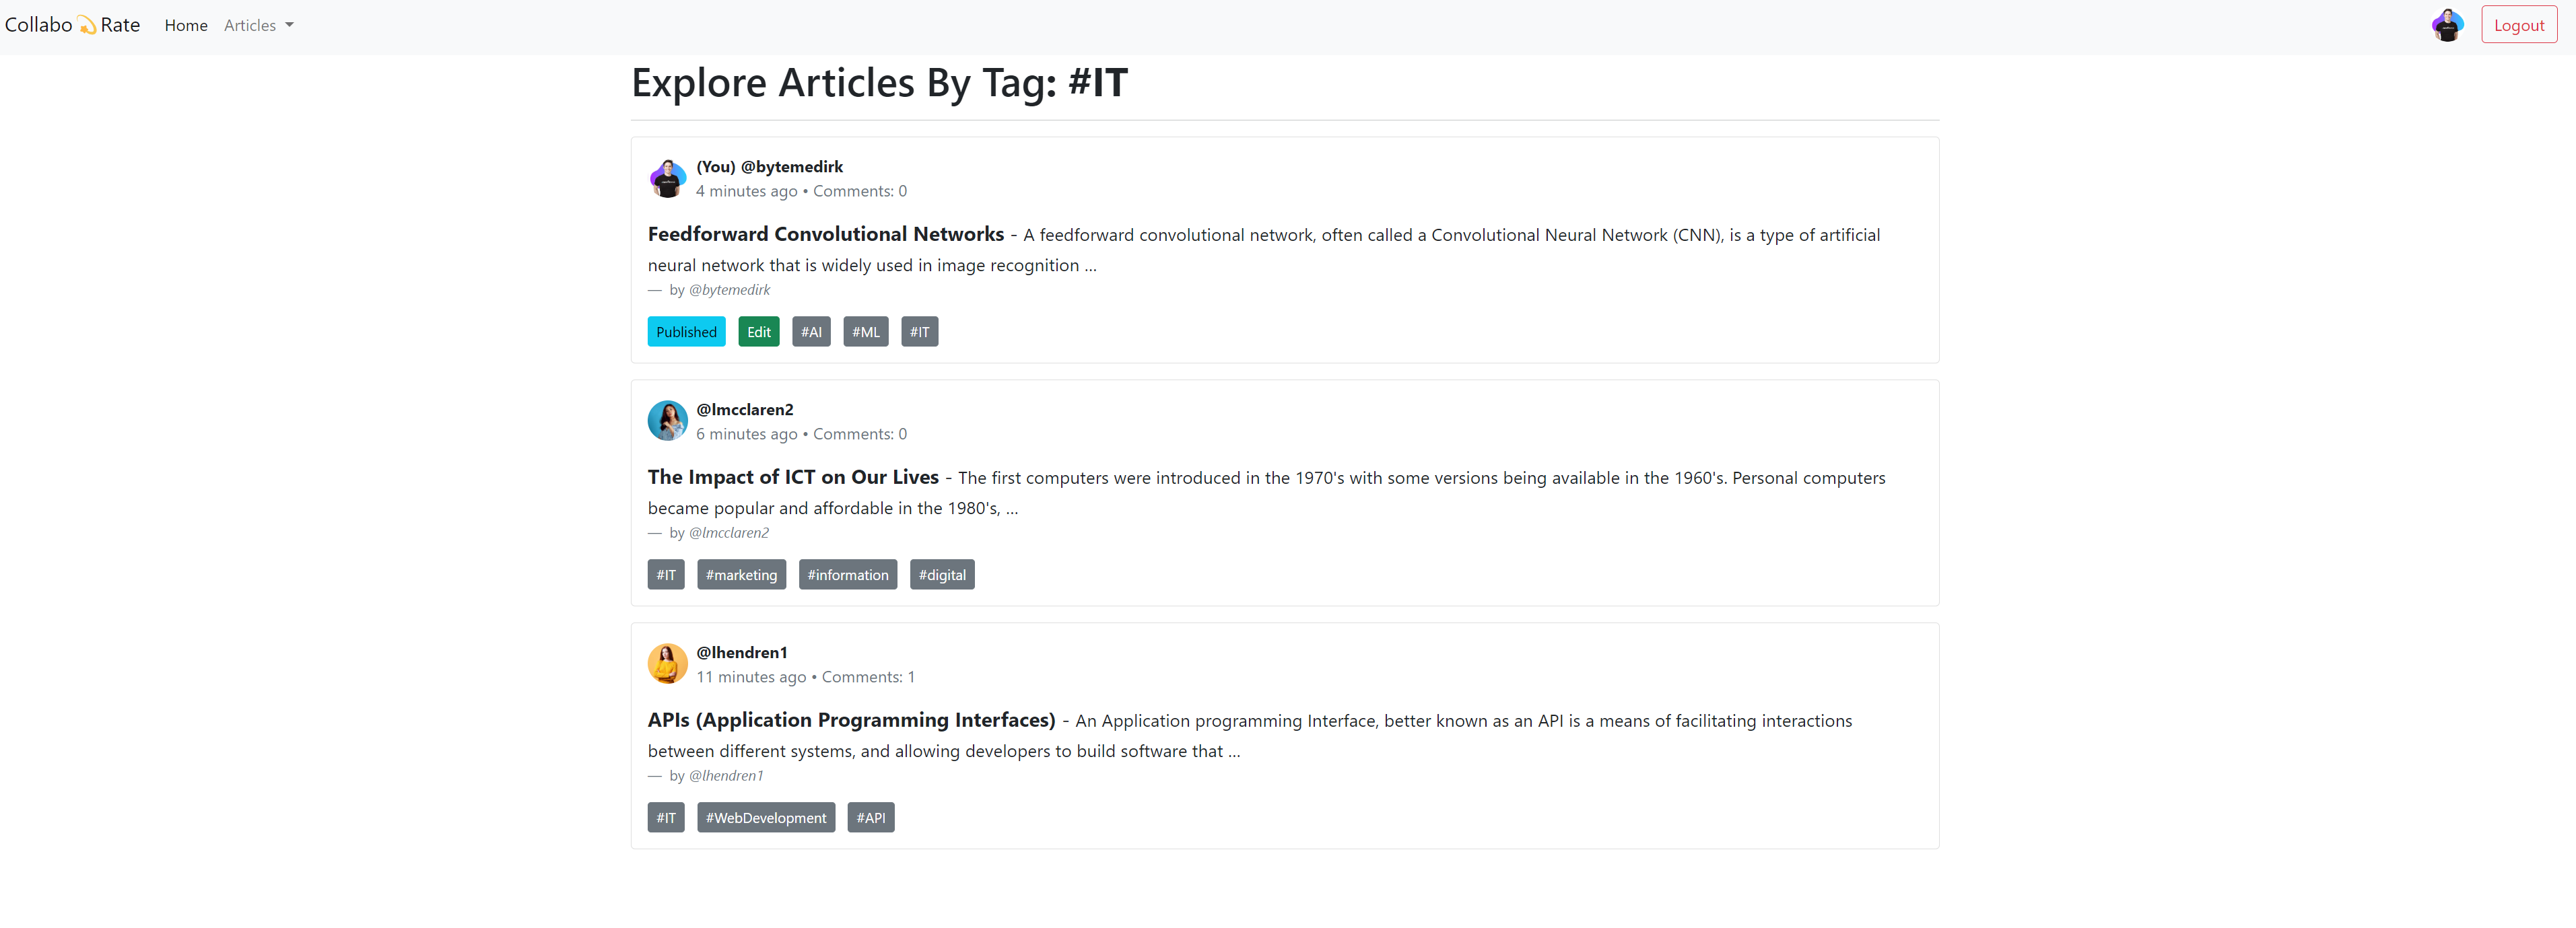 Collabo Rate Home Articles Logout
Explore Articles By Tag: #IT
(You) @bytemedirk
4 minutes ago • Comments: 0
Feedforward Convolutional Networks - A feedforward convolutional network, often called a Convolutional Neural Network (CNN), is a type of artificial
neural network that is widely used in image recognition ...
— by @bytemedirk
Published Edit #AI #ML #IT
@lmcclaren2
6 minutes ago • Comments: 0
The Impact of ICT on Our Lives - The first computers were introduced in the 1970's with some versions being available in the 1960's. Personal computers
became popular and affordable in the 1980's, ...
— by @lmcclaren2
#IT #marketing #information #digital
@lhendren1
11 minutes ago • Comments: 1
APIs (Application Programming Interfaces) - An Application programming Interface, better known as an API is a means of facilitating interactions
between different systems, and allowing developers to build software that ...
— by @lhendren1
#IT #WebDevelopment #API